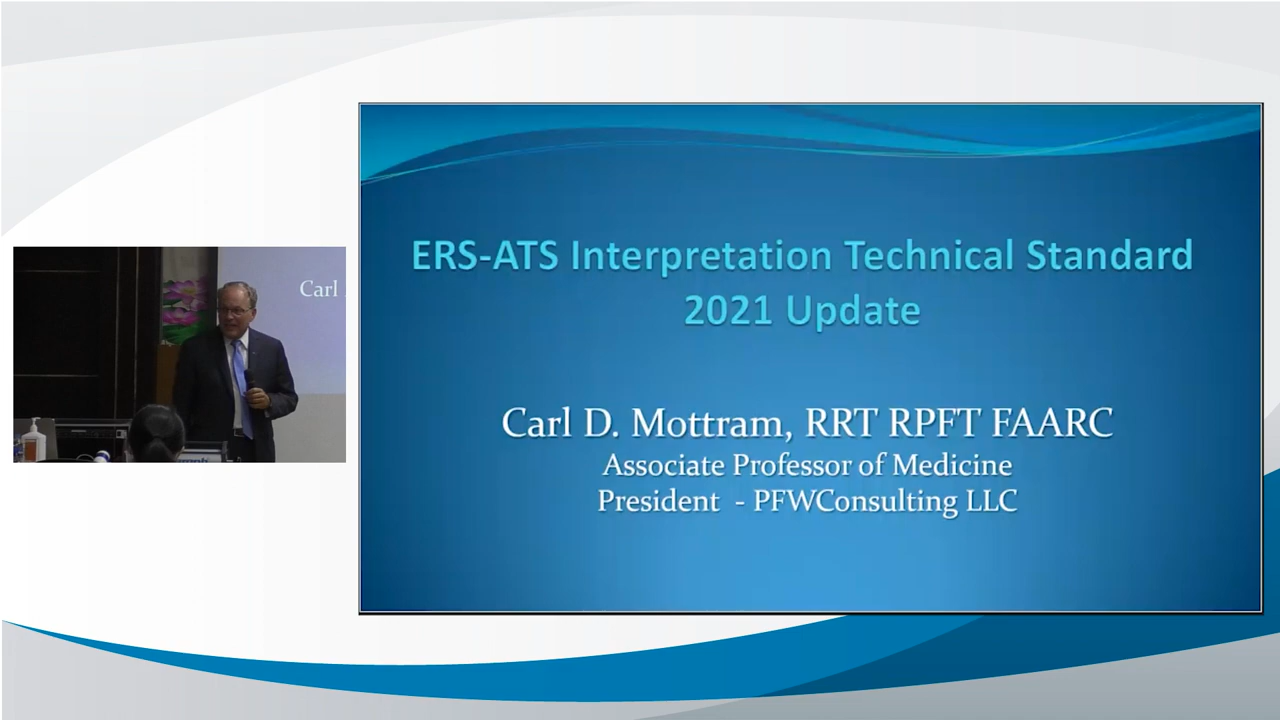 ERS-ATS Interpretation Technical Standard
2021 Update
Carl D. Mottram, RRT RPFT FAARC
Associate Professor of Medicine
President - PFWConsulting LLC
Carl